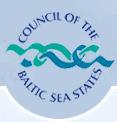 COUNCIL OF THE
BALTIC SEA STATES